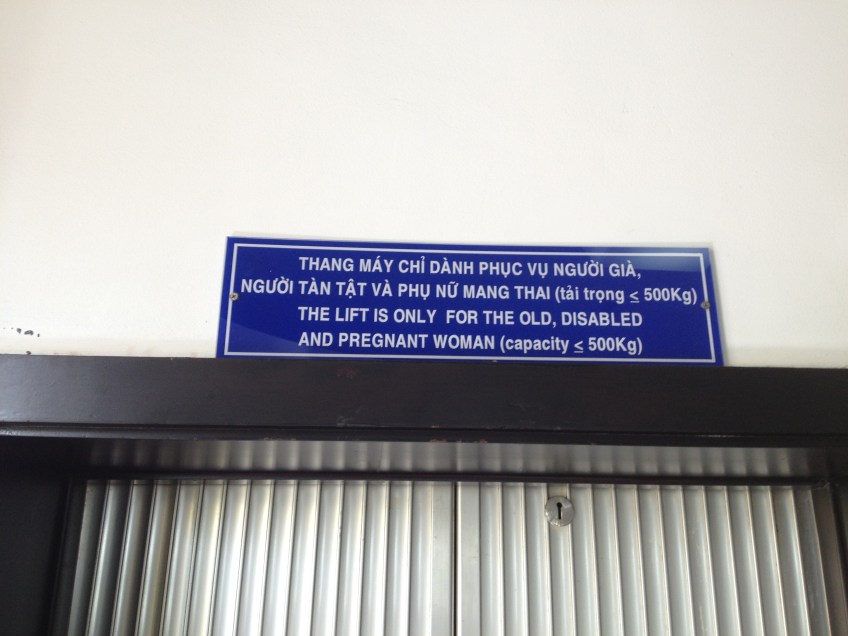 THANG MÁY CHỈ DÀNH PHỤC VỤ NGƯỜI GIÀ,
NGƯỜI TÀN TẬT VÀ PHỤ NỮ MANG THAI (tải trọng ≤ 500Kg)
THE LIFT IS ONLY FOR THE OLD, DISABLED
AND PREGNANT WOMAN (capacity ≤ 500Kg)